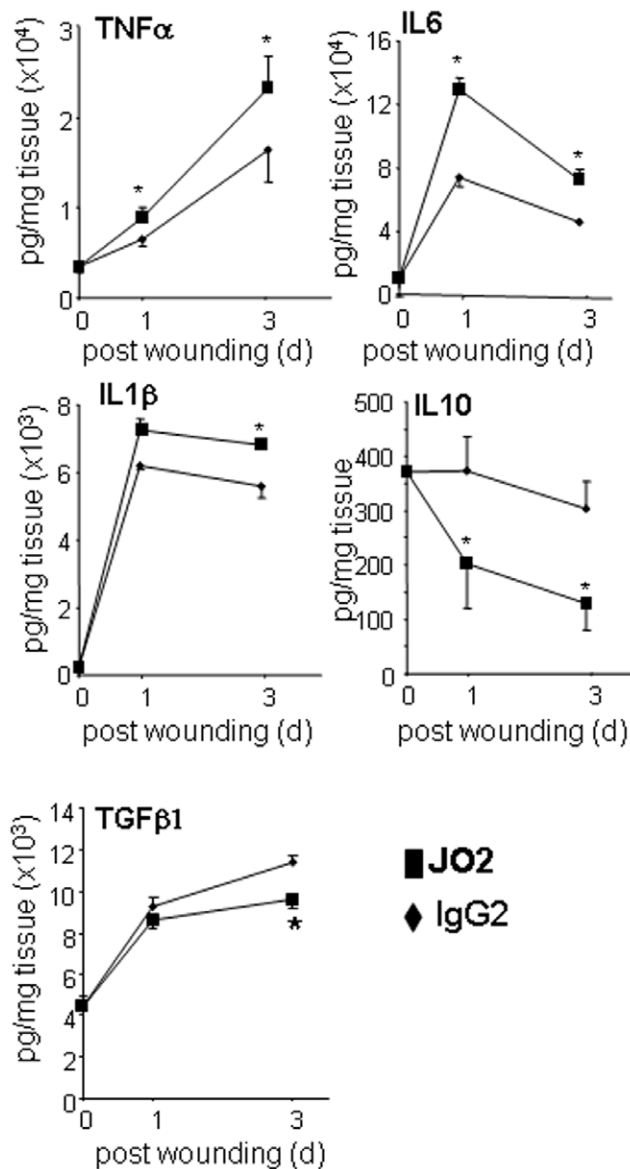 TNFα
pg/mg tissue (x10⁴)
3
2
1
0
*
*
0 1 3
post wounding (d)
IL6
pg/mg tissue (x10⁴)
16
12
8
4
0
*
*
0 1 3
post wounding (d)
IL1β
pg/mg tissue (x10³)
8
6
4
2
0
*
0 1 3
post wounding (d)
IL10
pg/mg tissue
500
400
300
200
100
0
*
*
0 1 3
post wounding (d)
TGFβ1
pg/mg tissue (x10³)
14
12
10
8
6
4
2
0
*
0 1 3
post wounding (d)
JO2
IgG2